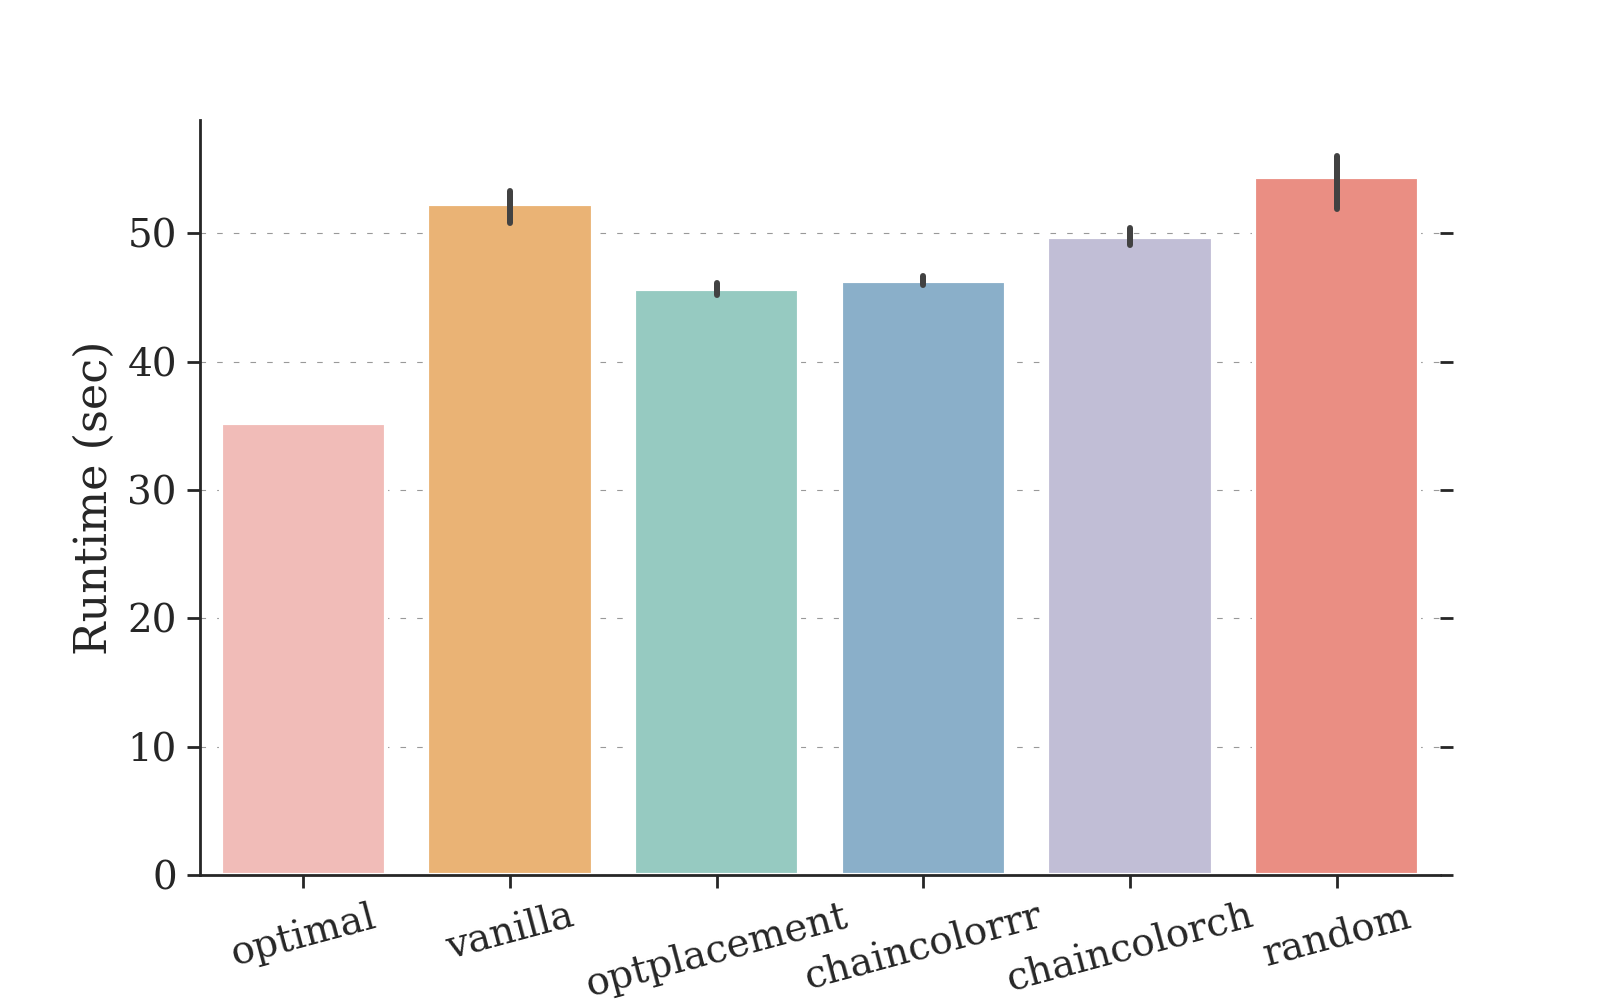 Runtime (sec)
50
40
30
20
10
0
optimal
vanilla
optplacement
chaincolorrr
chaincolorch
random